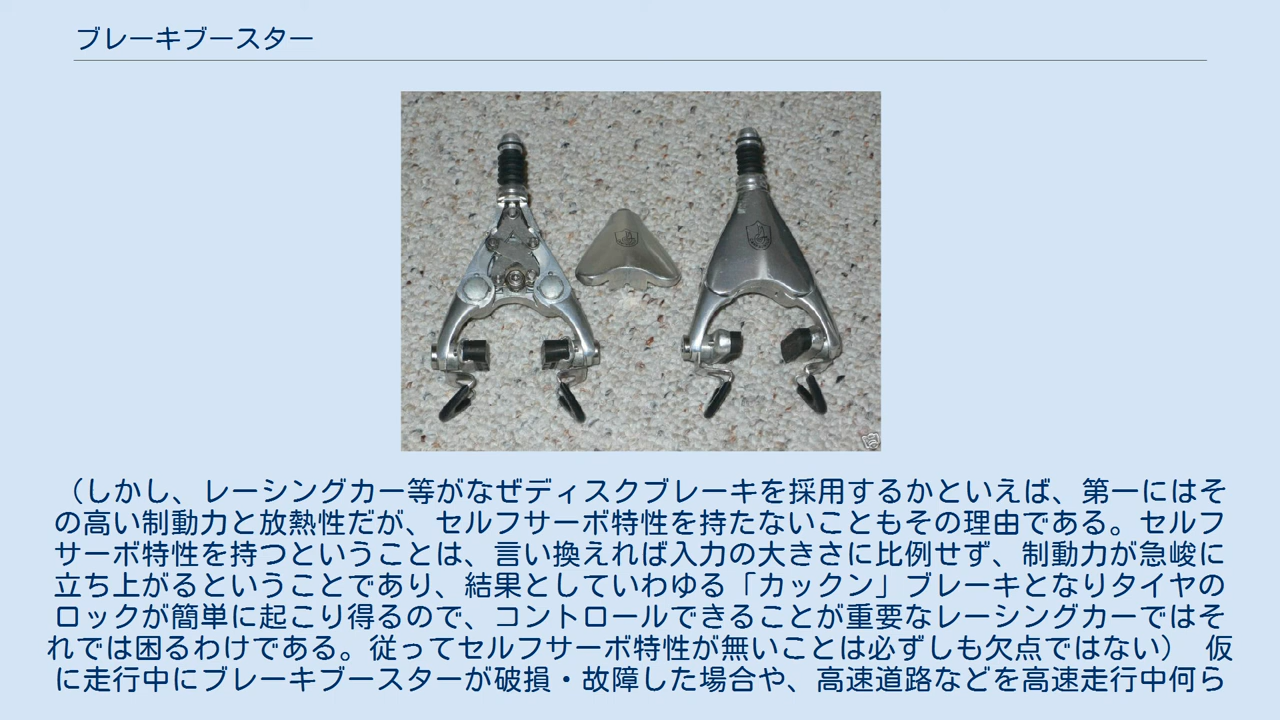 ブレーキブースター
（しかし、レーシングカー等がなぜディスクブレーキを採用するかといえば、第一にはそ
の高い制動力と放熱性だが、セルフサーボ特性を持たないこともその理由である。セルフ
サーボ特性を持つということは、言い換えれば入力の大きさに比例せず、制動力が急峻に
立ち上がるということであり、結果としていわゆる「カックン」ブレーキとなりタイヤの
ロックが簡単に起こり得るので、コントロールできることが重要なレーシングカーではそ
れでは困るわけである。従ってセルフサーボ特性が無いことは必ずしも欠点ではない） 仮
に走行中にブレーキブースターが破損・故障した場合や、高速道路などを高速走行中何ら